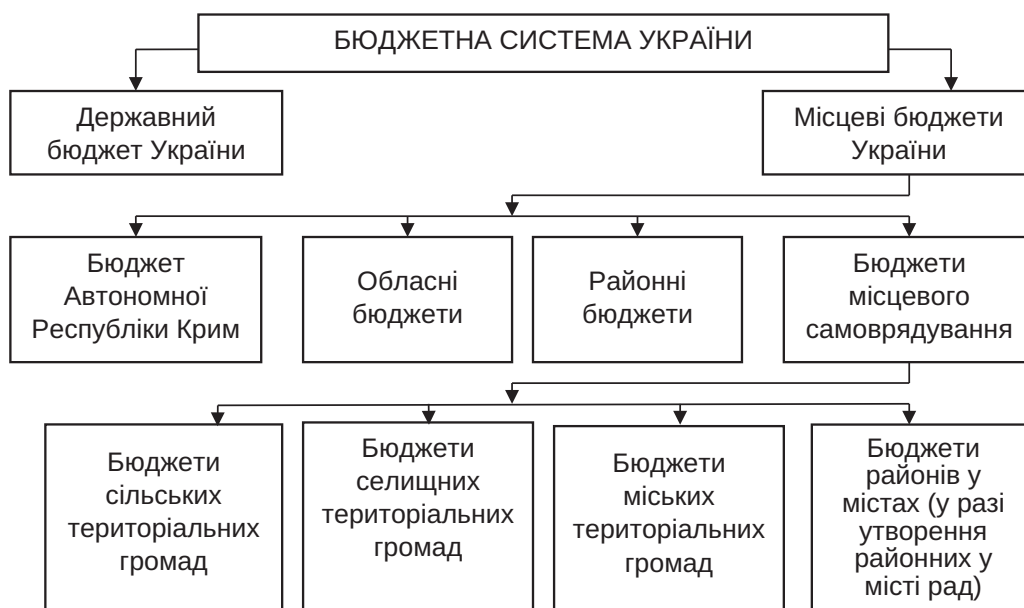 БЮДЖЕТНА СИСТЕМА УКРАЇНИ
Державний
бюджет України
Місцеві бюджети
України
Бюджет
Автономної
Республіки Крим
Обласні
бюджети
Районні
бюджети
Бюджети
місцевого
самоврядування
Бюджети
сільських
територіальних
громад
Бюджети
селищних
територіальних
громад
Бюджети
міських
територіальних
громад
Бюджети
районів у
містах (у разі
утворення
районних у
місті рад)